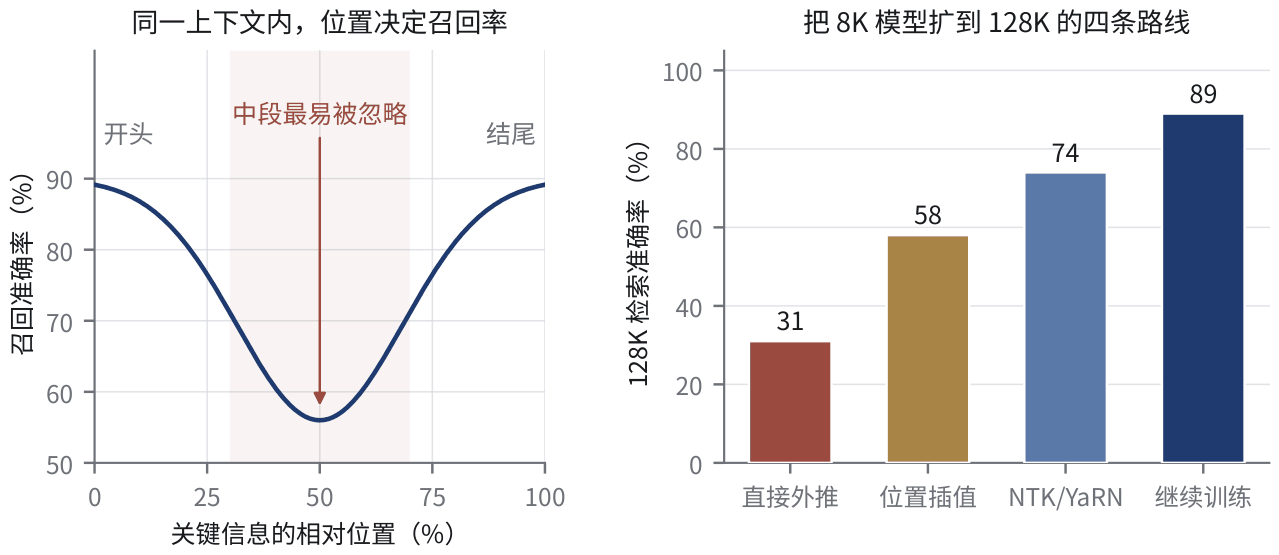 同一上下文内，位置决定召回率
中段最易被忽略
开头
结尾
召回准确率（%）
90
80
70
60
50
0
25
50
75
100
关键信息的相对位置（%）
把 8K 模型扩到 128K 的四条路线
128K 检索准确率（%）
100
80
60
40
20
0
31
58
74
89
直接外推
位置插值
NTK/YaRN
继续训练